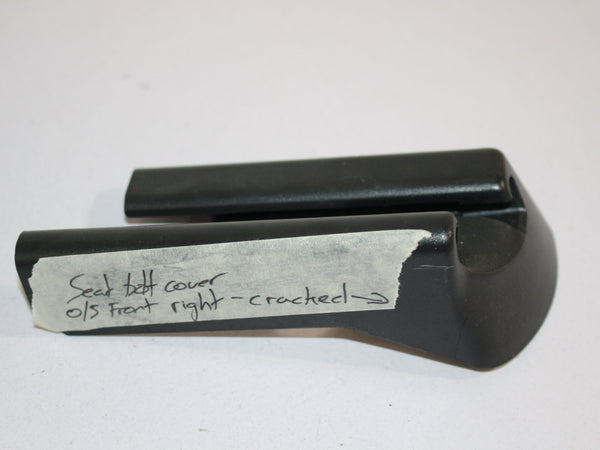 Seat belt cover
o/s Front right - cracked →